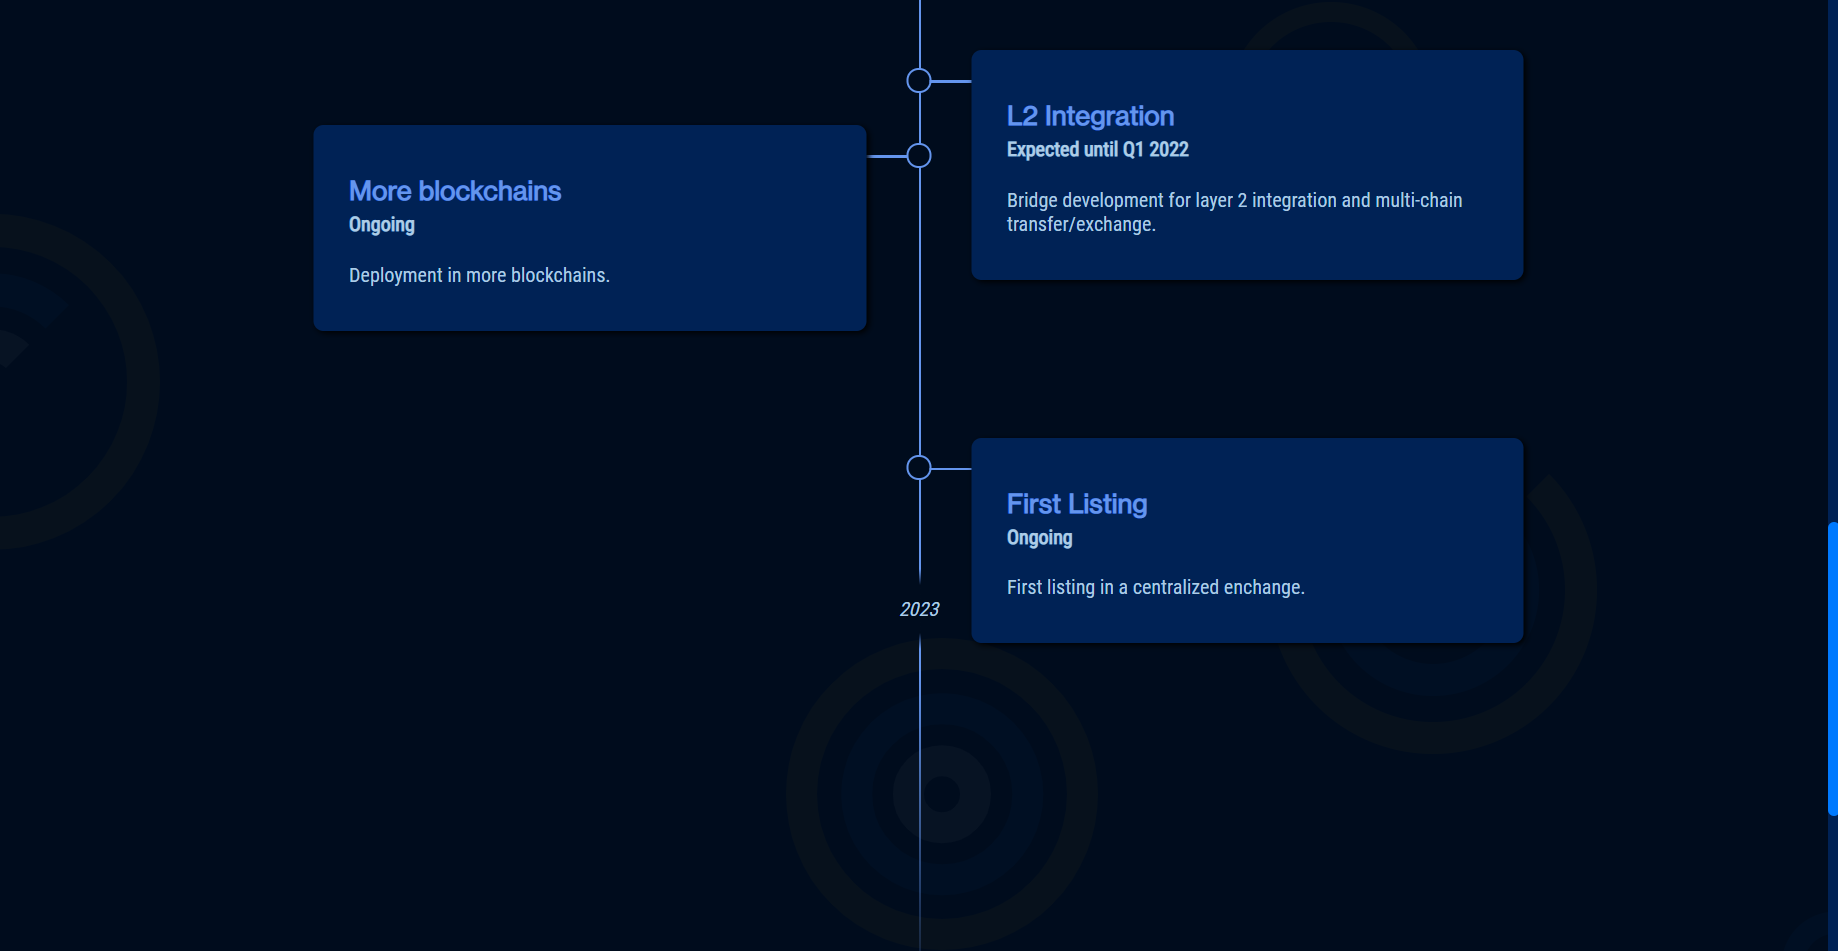 L2 Integration
Expected until Q1 2022
Bridge development for layer 2 integration and multi-chain
transfer/exchange.
More blockchains
Ongoing
Deployment in more blockchains.
First Listing
Ongoing
First listing in a centralized enchange.
2023